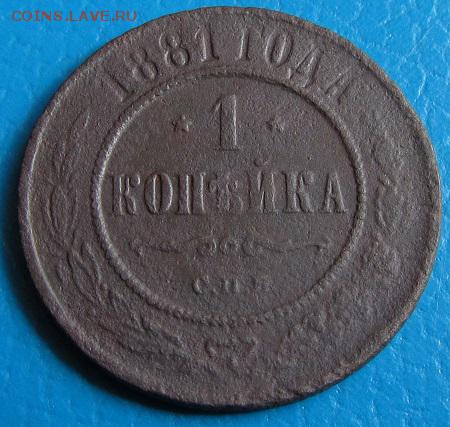 COINS.LAVE.RU
1881 ГОДА
1
КОПѢЙКА
С.П.Б.